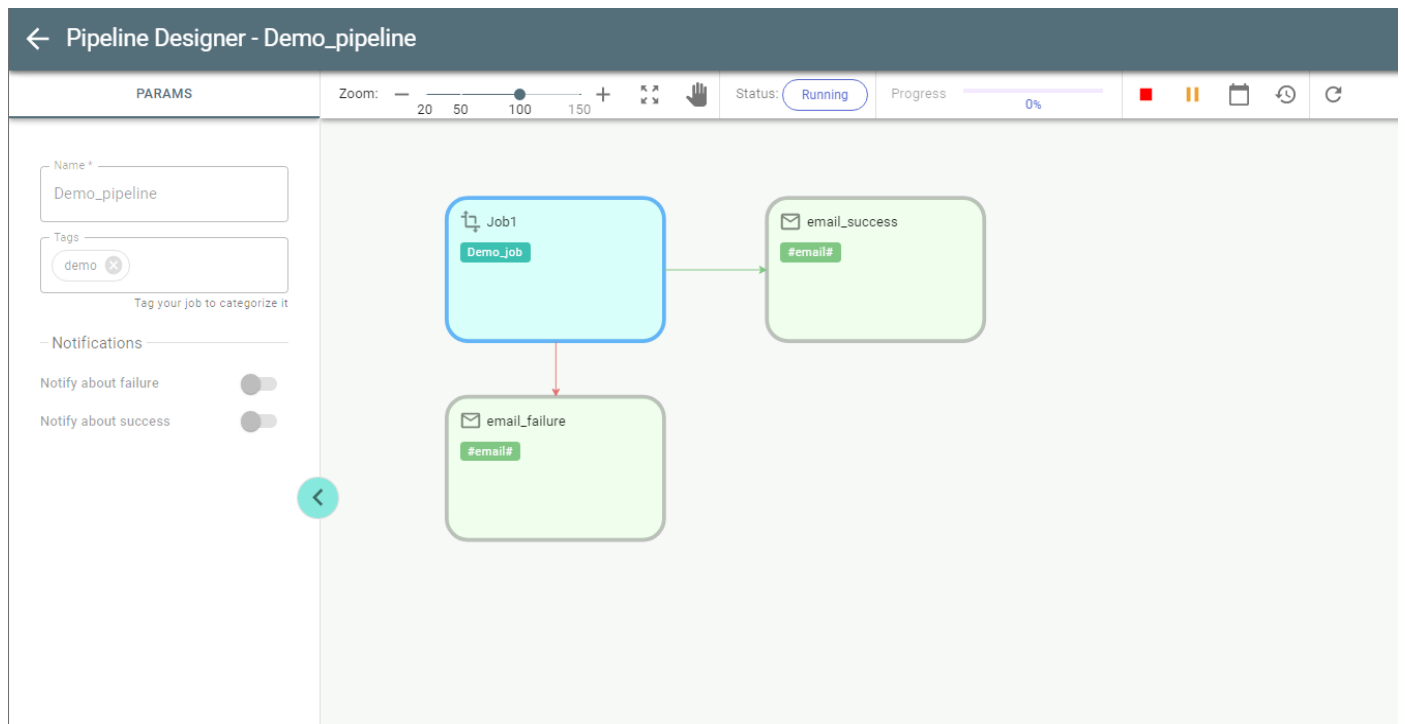 Pipeline Designer - Demo_pipeline
PARAMS
Zoom:
20 50 100 150
Status: Running
Progress
0%
Name *
Demo_pipeline
Tags
demo
Tag your job to categorize it
Notifications
Notify about failure
Notify about success
Job1
Demo_job
email_success
#email#
email_failure
#email#